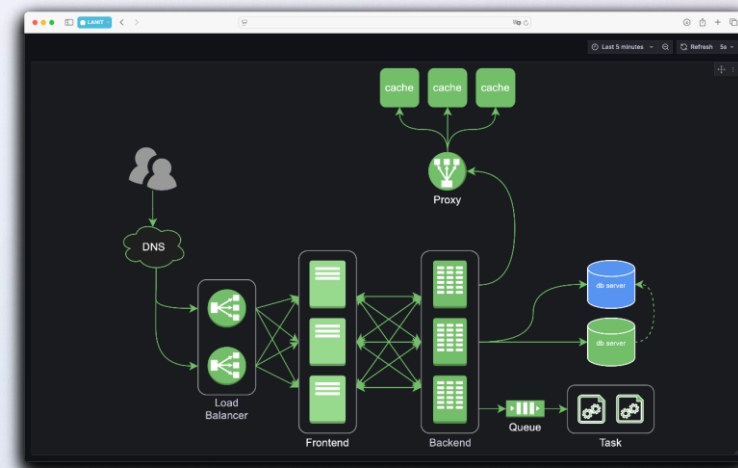 LANIT
Last 5 minutes
Refresh 5s
cache
cache
cache
Proxy
DNS
db server
db server
Load
Balancer
Frontend
Backend
Queue
Task